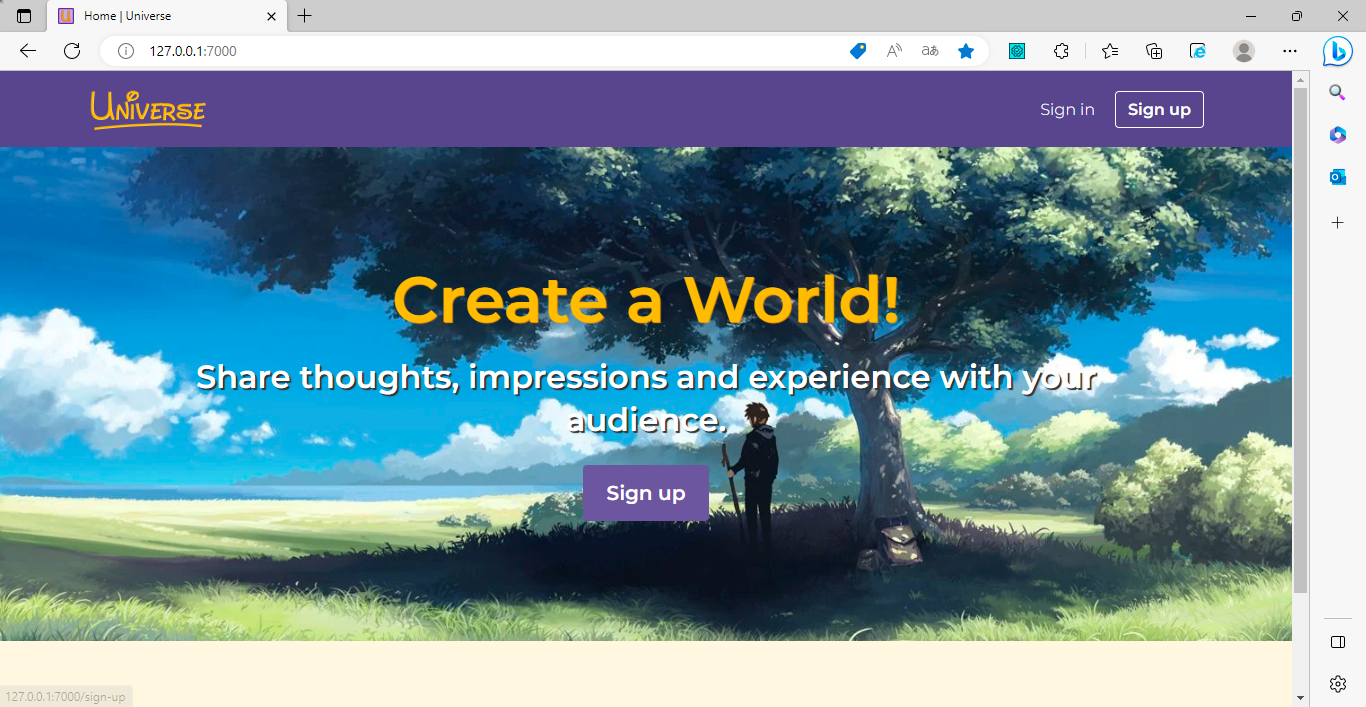 Home | Universe
127.0.0.1:7000
UNIVERSE
Sign in
Sign up
Create a World!
Share thoughts, impressions and experience with your
audience.
Sign up
127.0.0.1:7000/sign-up